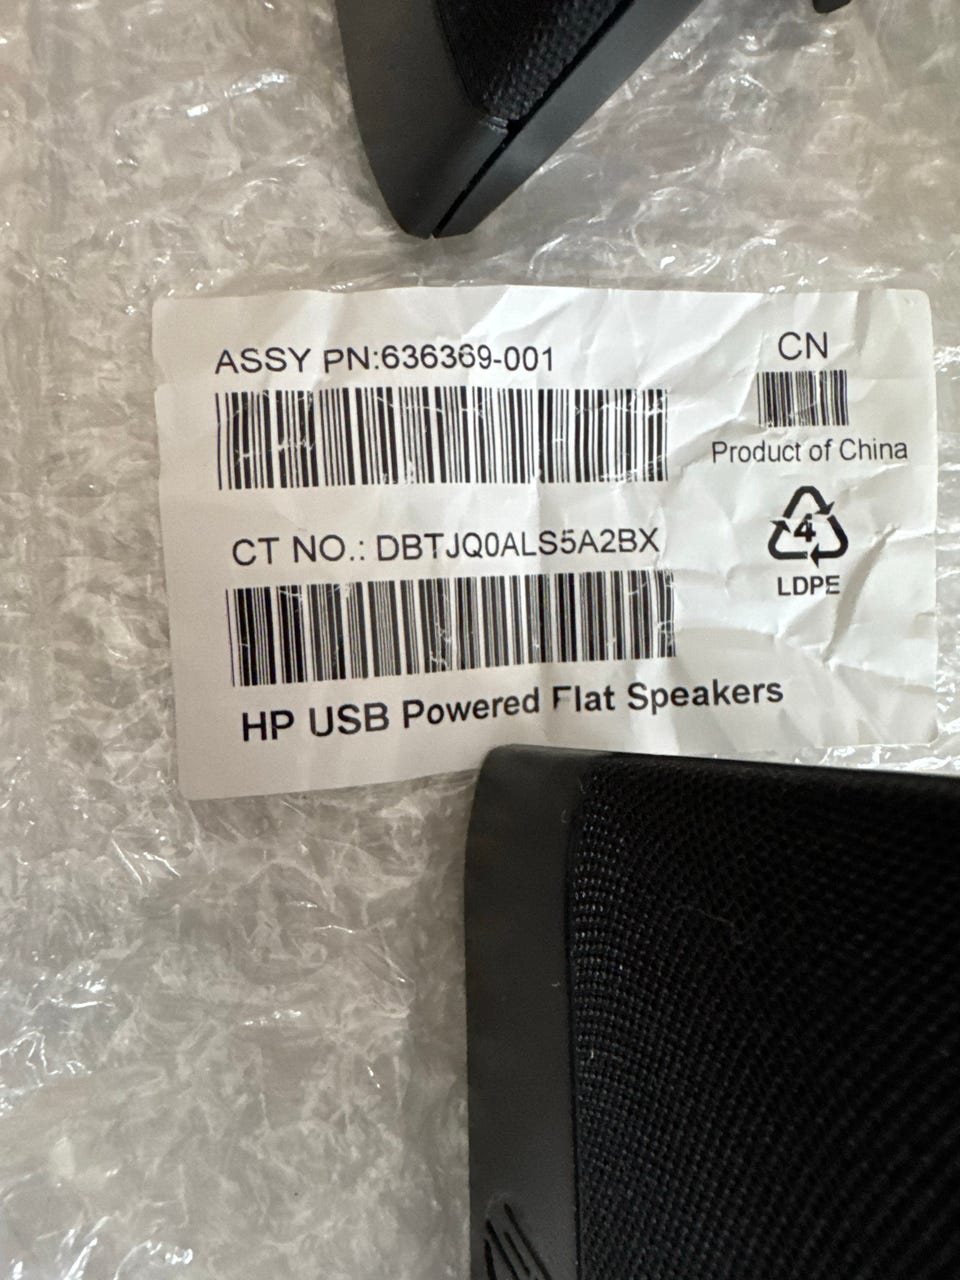 ASSY PN:636369-001
CN
Product of China
CT NO.: DBTJQ0ALS5A2BX
4
LDPE
HP USB Powered Flat Speakers